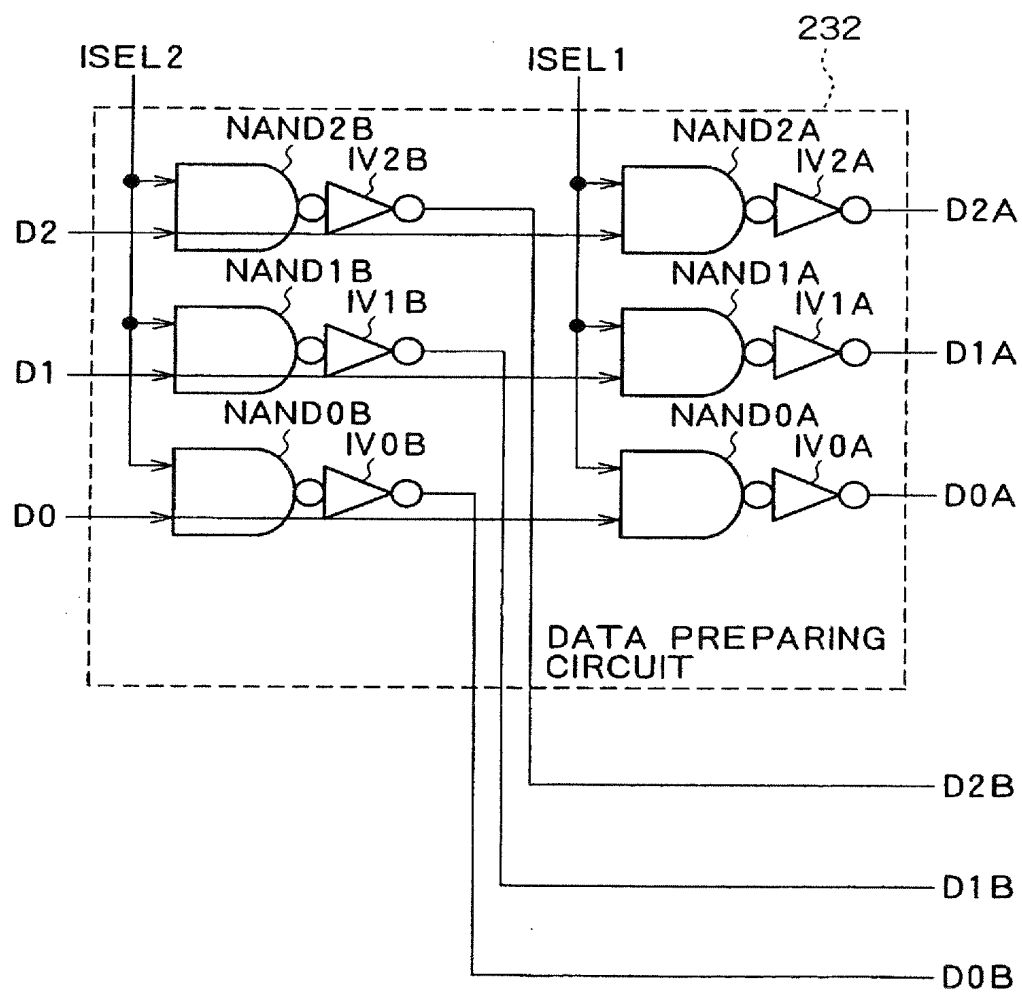 232
ISEL2
ISEL1
NAND2B
IV2B
NAND2A
IV2A
D2
D2A
NAND1B
IV1B
NAND1A
IV1A
D1
D1A
NAND0B
IV0B
NAND0A
IV0A
D0
D0A
DATA PREPARING
CIRCUIT
D2B
D1B
D0B